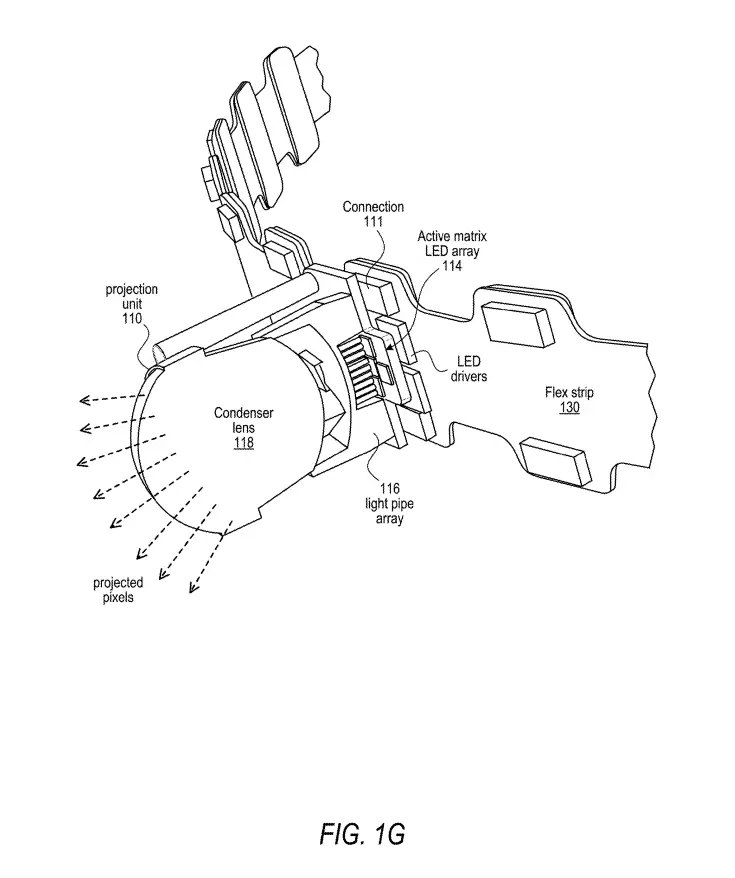 Connection
111
Active matrix
LED array
114
projection
unit
110
LED
drivers
Flex strip
130
Condenser
lens
118
116
light pipe
array
projected
pixels
FIG. 1G